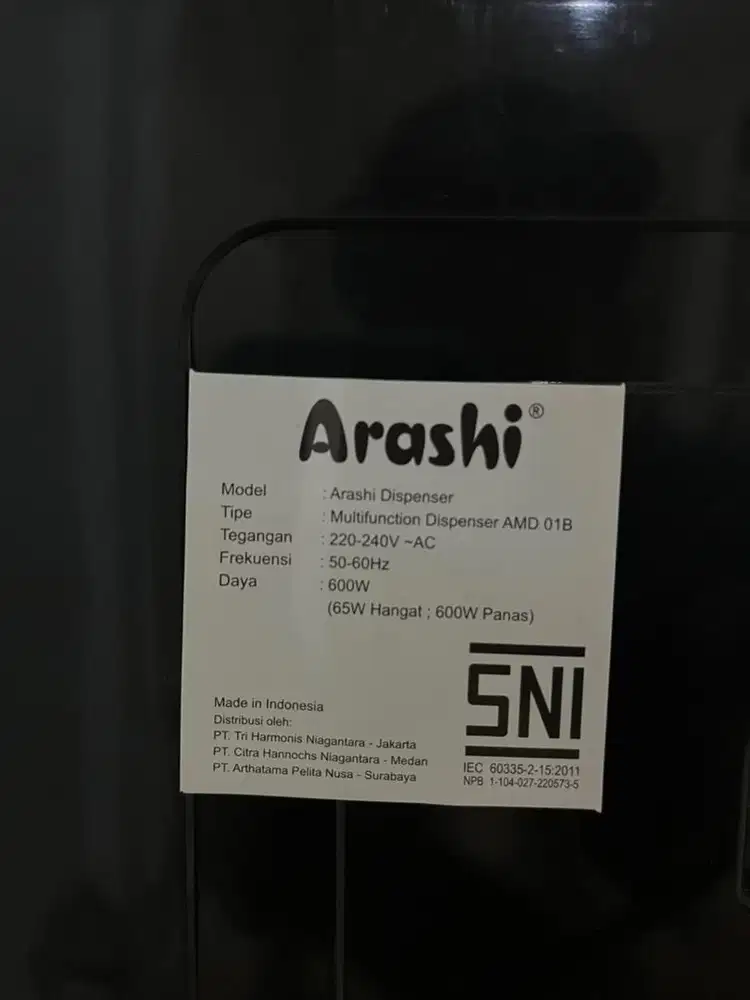 Arashi®
Model : Arashi Dispenser
Tipe : Multifunction Dispenser AMD 01B
Tegangan : 220-240V ~AC
Frekuensi : 50-60Hz
Daya : 600W
(65W Hangat ; 600W Panas)
SNI
IEC 60335-2-15:2011
NPB 1-104-027-220573-5
Made in Indonesia
Distribusi oleh:
PT. Tri Harmonis Niagantara - Jakarta
PT. Citra Hannochs Niagantara - Medan
PT. Arthatama Pelita Nusa - Surabaya